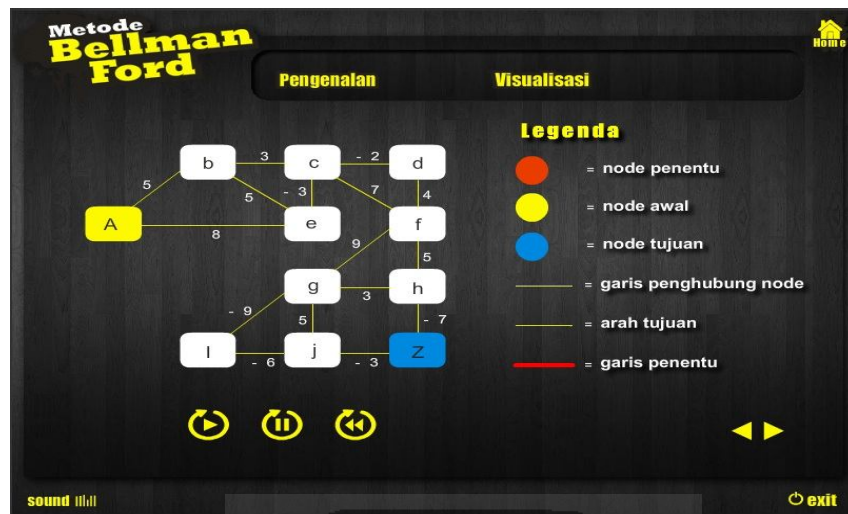 Metode
Bellman
Ford
Home
Pengenalan Visualisasi
Legenda
b 3 c - 2 d
= node penentu
5 5 - 3 7 4
= node awal
A 8 e f
= node tujuan
9 5
g 3 h
= garis penghubung node
- 9 5 - 7
= arah tujuan
I - 6 j - 3 Z
= garis penentu
sound
exit